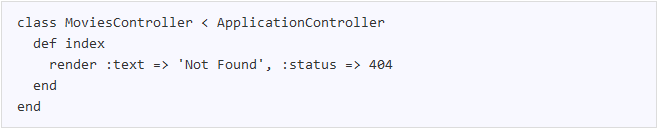 class MoviesController < ApplicationController
  def index
    render :text => 'Not Found', :status => 404
  end
end